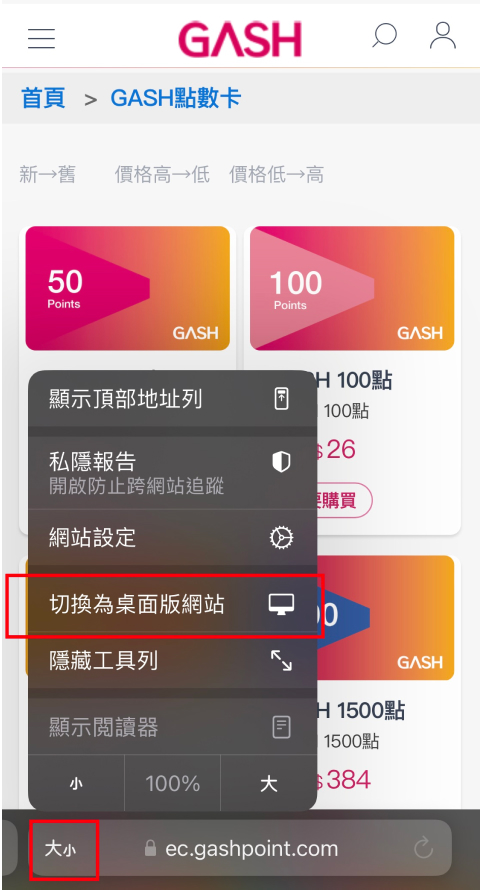 GASH
首頁 > GASH點數卡
新→舊 價格高→低 價格低→高
50
Points
GASH
100
Points
GASH
H 100點
100點
$26
購買
顯示頂部地址列
私隱報告
開啟防止跨網站追蹤
網站設定
切換為桌面版網站
隱藏工具列
顯示閱讀器
小 100% 大
GASH
H 1500點
1500點
$384
大小 ec.gashpoint.com